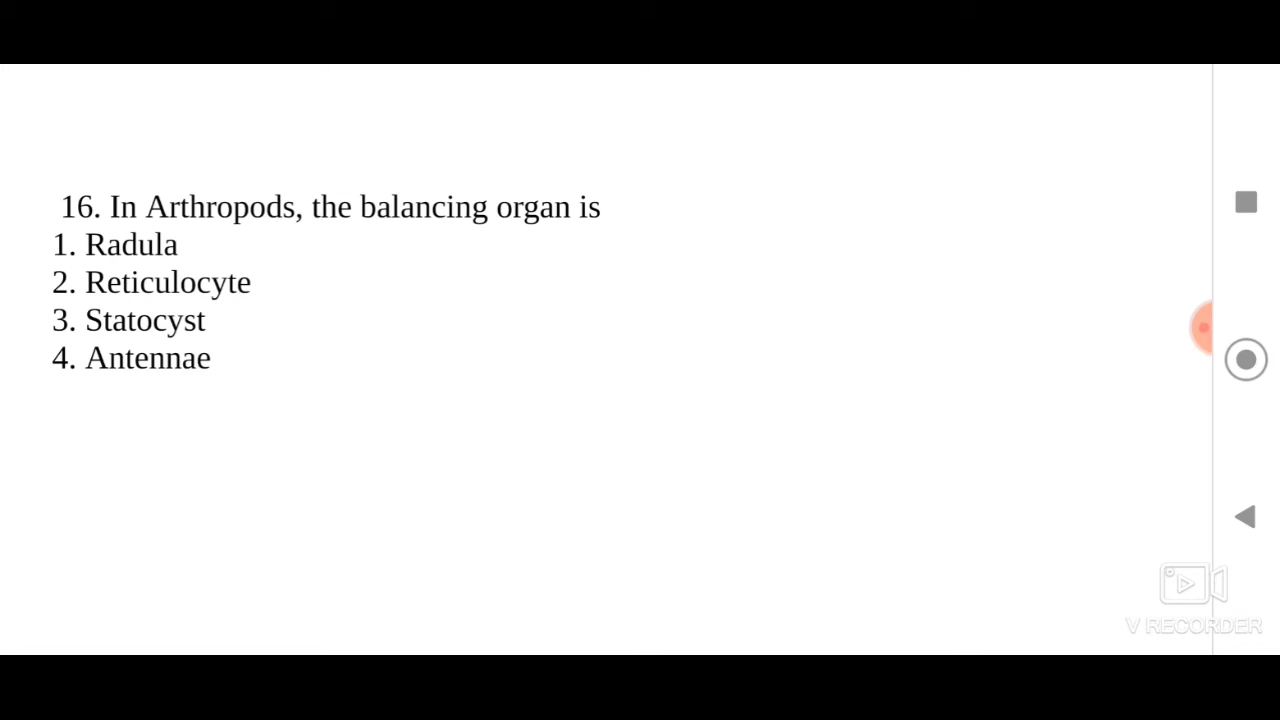 16. In Arthropods, the balancing organ is
1. Radula
2. Reticulocyte
3. Statocyst
4. Antennae
V RECORDER